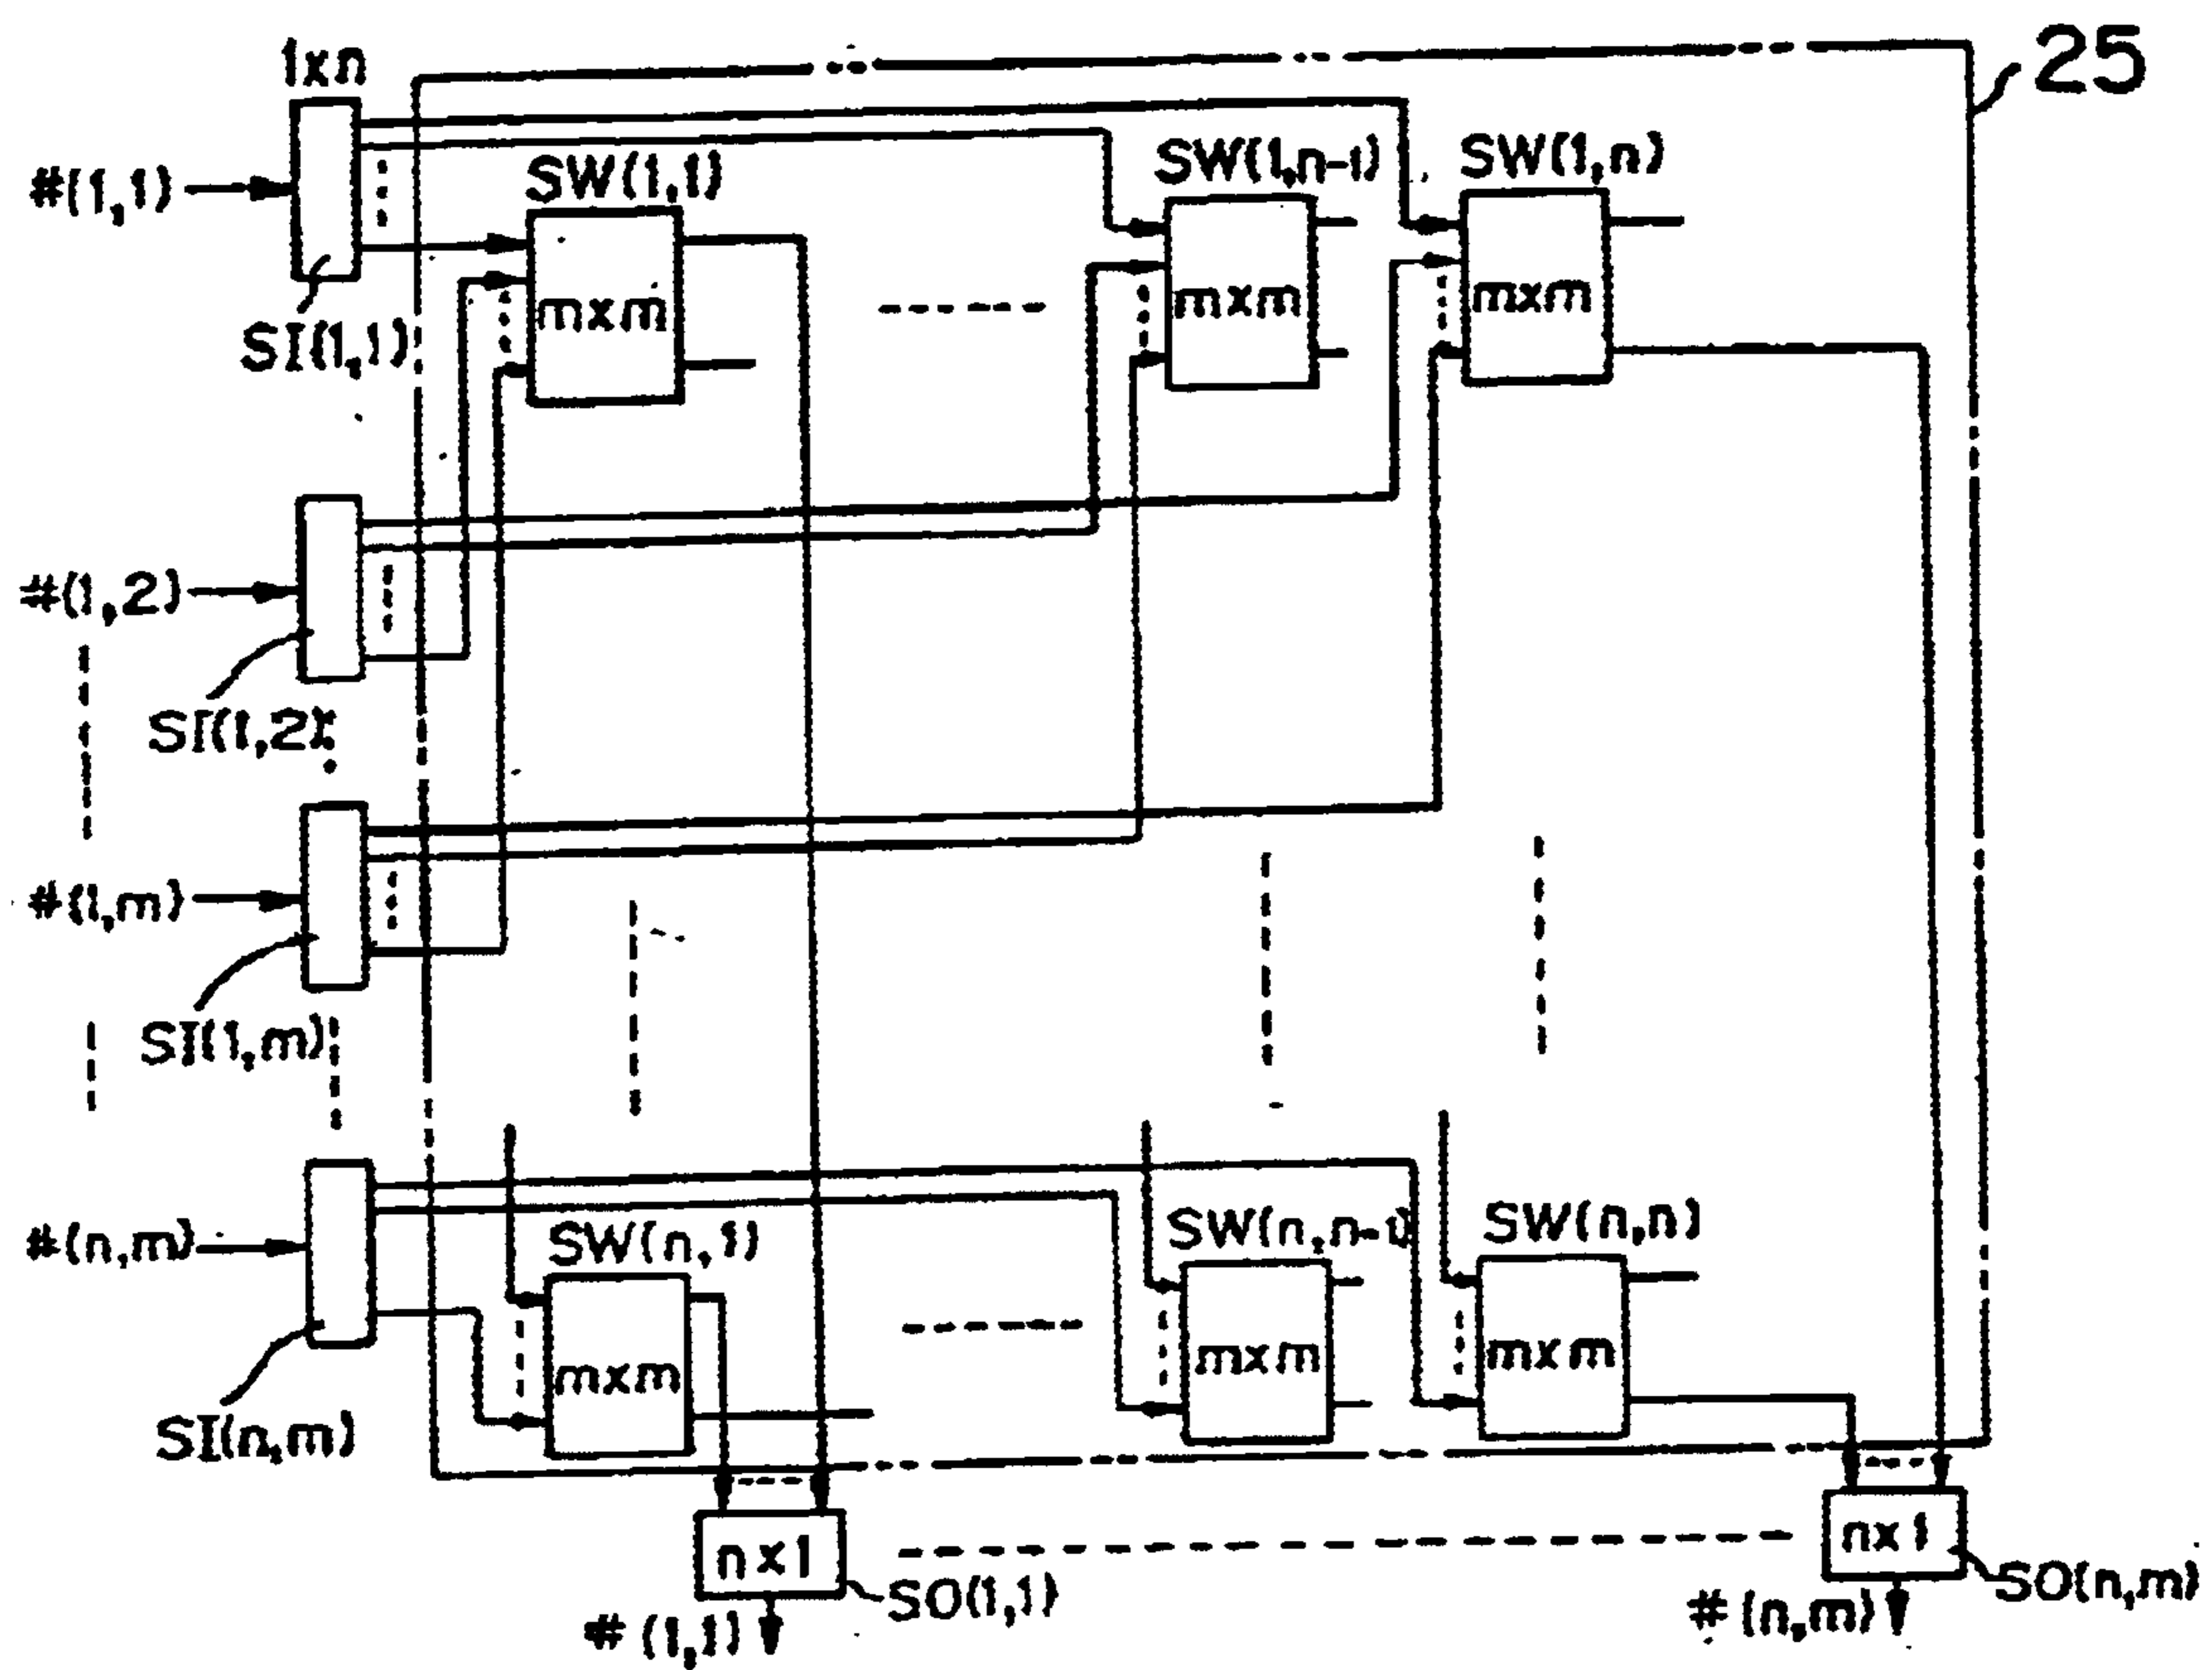 1xn
25
#(1,1)
SW(1,1)
SW(1,n-1)
SW(1,n)
mxm
mxm
mxm
SI(1,1)
#(1,2)
SI(1,2)
#(1,m)
SI(1,m)
#(n,m)
SW(n,1)
SW(n,n-1)
SW(n,n)
mxm
mxm
mxm
SI(n,m)
nx1
SO(1,1)
nx1
SO(n,m)
#(1,1)
#(n,m)